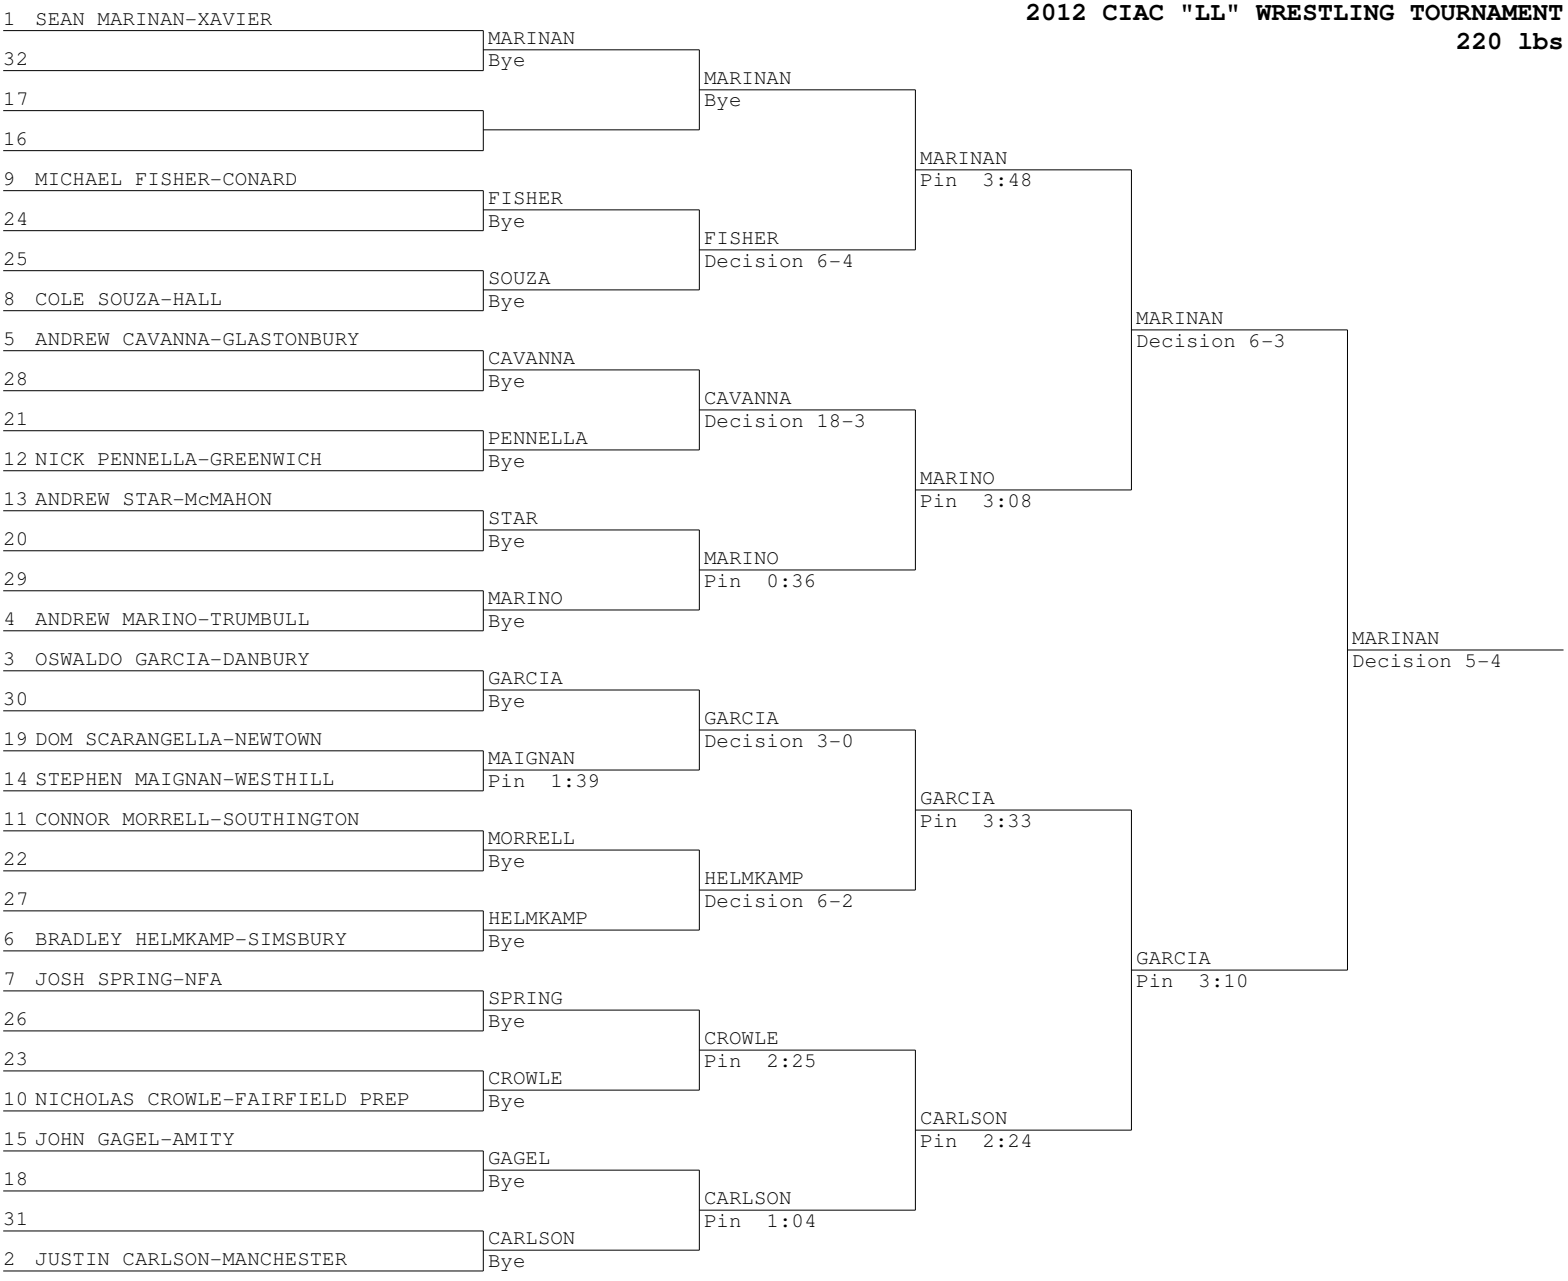 2012 CIAC "LL" WRESTLING TOURNAMENT
220 lbs
1 SEAN MARINAN-XAVIER
32
17
16
9 MICHAEL FISHER-CONARD
24
25
8 COLE SOUZA-HALL
5 ANDREW CAVANNA-GLASTONBURY
28
21
12 NICK PENNELLA-GREENWICH
13 ANDREW STAR-McMAHON
20
29
4 ANDREW MARINO-TRUMBULL
3 OSWALDO GARCIA-DANBURY
30
19 DOM SCARANGELLA-NEWTOWN
14 STEPHEN MAIGNAN-WESTHILL
11 CONNOR MORRELL-SOUTHINGTON
22
27
6 BRADLEY HELMKAMP-SIMSBURY
7 JOSH SPRING-NFA
26
23
10 NICHOLAS CROWLE-FAIRFIELD PREP
15 JOHN GAGEL-AMITY
18
31
2 JUSTIN CARLSON-MANCHESTER
MARINAN
Bye
FISHER
Bye
SOUZA
Bye
CAVANNA
Bye
PENNELLA
Bye
STAR
Bye
MARINO
Bye
GARCIA
Bye
MAIGNAN
Pin 1:39
MORRELL
Bye
HELMKAMP
Bye
SPRING
Bye
CROWLE
Bye
GAGEL
Bye
CARLSON
Bye
MARINAN
Bye
FISHER
Decision 6-4
CAVANNA
Decision 18-3
MARINO
Pin 0:36
GARCIA
Decision 3-0
HELMKAMP
Decision 6-2
CROWLE
Pin 2:25
CARLSON
Pin 1:04
MARINAN
Pin 3:48
MARINO
Pin 3:08
GARCIA
Pin 3:33
CARLSON
Pin 2:24
MARINAN
Decision 6-3
GARCIA
Pin 3:10
MARINAN
Decision 5-4